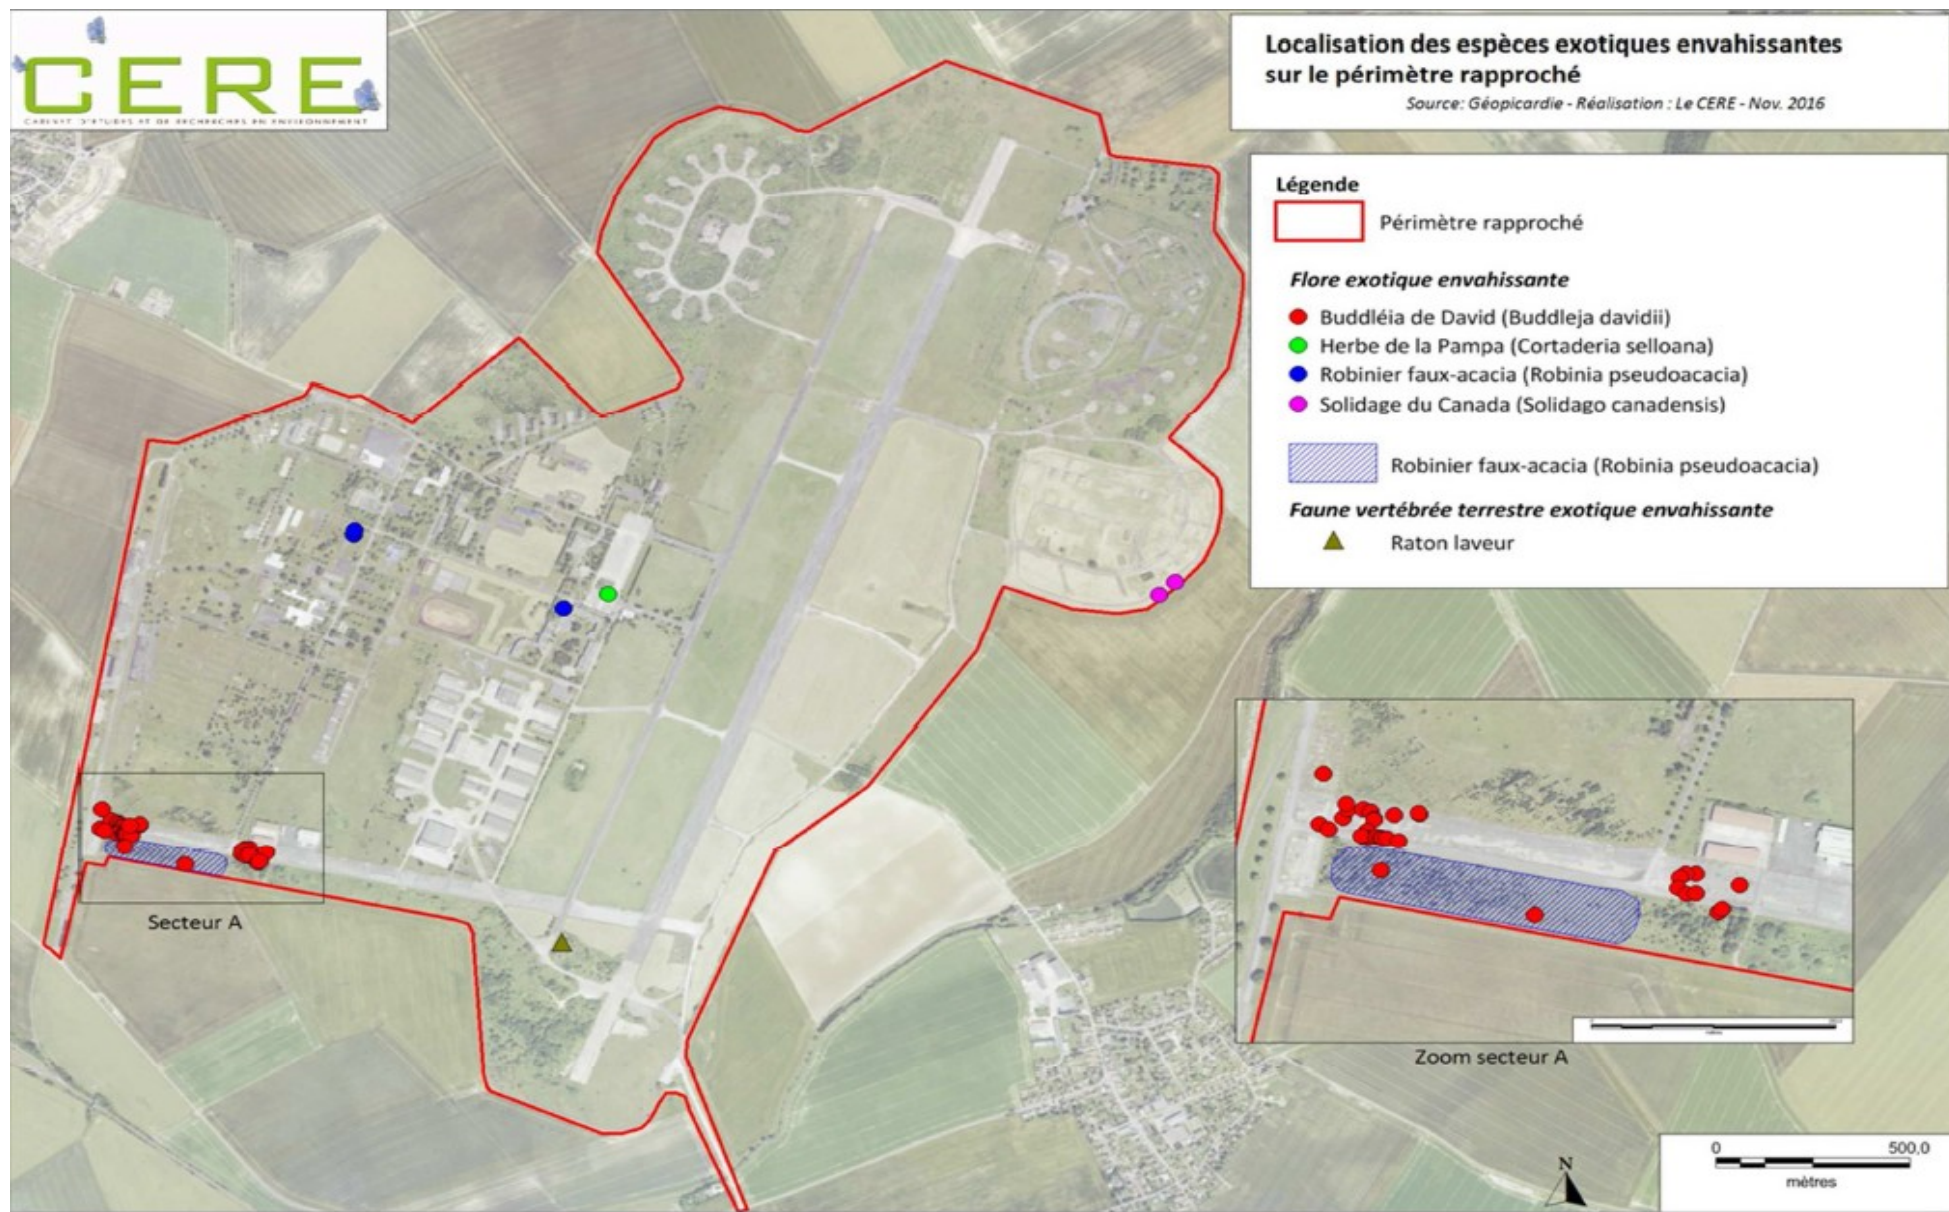 CERE
CABINET D'ETUDES ET DE RECHERCHES EN ENVIRONNEMENT
Localisation des espèces exotiques envahissantes
sur le périmètre rapproché
Source: Géopicardie - Réalisation : Le CERE - Nov. 2016
Légende
Périmètre rapproché
Flore exotique envahissante
Buddléia de David (Buddleja davidii)
Herbe de la Pampa (Cortaderia selloana)
Robinier faux-acacia (Robinia pseudoacacia)
Solidage du Canada (Solidago canadensis)
Robinier faux-acacia (Robinia pseudoacacia)
Faune vertébrée terrestre exotique envahissante
Raton laveur
Secteur A
Zoom secteur A
N
0 500,0
mètres